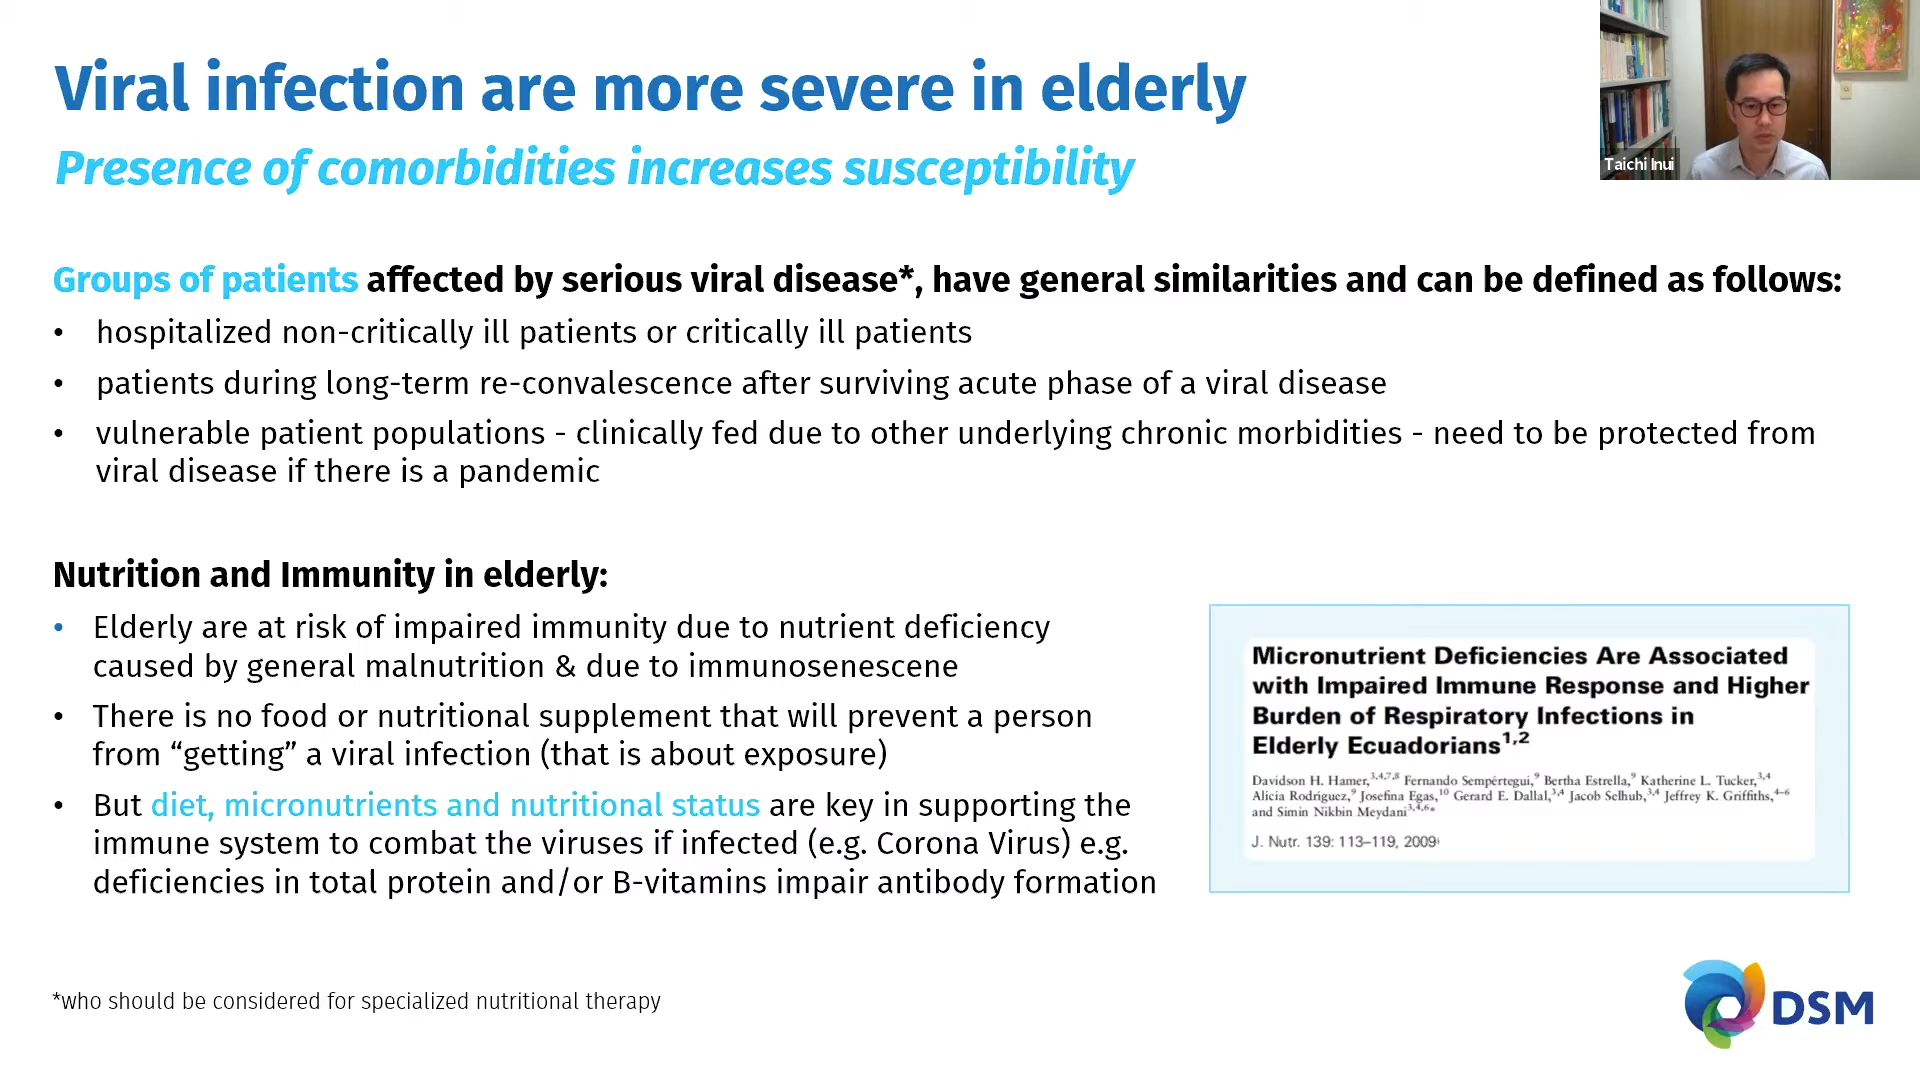 Viral infection are more severe in elderly
Taichi Inui
Presence of comorbidities increases susceptibility
Groups of patients affected by serious viral disease*, have general similarities and can be defined as follows:
• hospitalized non-critically ill patients or critically ill patients
• patients during long-term re-convalescence after surviving acute phase of a viral disease
• vulnerable patient populations - clinically fed due to other underlying chronic morbidities - need to be protected from
viral disease if there is a pandemic
Nutrition and Immunity in elderly:
• Elderly are at risk of impaired immunity due to nutrient deficiency
caused by general malnutrition & due to immunosenescene
• There is no food or nutritional supplement that will prevent a person
from “getting” a viral infection (that is about exposure)
• But diet, micronutrients and nutritional status are key in supporting the
immune system to combat the viruses if infected (e.g. Corona Virus) e.g.
deficiencies in total protein and/or B-vitamins impair antibody formation
Micronutrient Deficiencies Are Associated
with Impaired Immune Response and Higher
Burden of Respiratory Infections in
Elderly Ecuadorians1,2
Davidson H. Hamer,3,4,7,8 Fernando Sempértegui,9 Bertha Estrella,9 Katherine L. Tucker,3,4
Alicia Rodríguez,9 Josefina Egas,10 Gerard E. Dallal,3,4 Jacob Selhub,3,4 Jeffrey K. Griffiths,4–6
and Simin Nikbin Meydani3,4,6*
J. Nutr. 139: 113–119, 2009
*who should be considered for specialized nutritional therapy
DSM